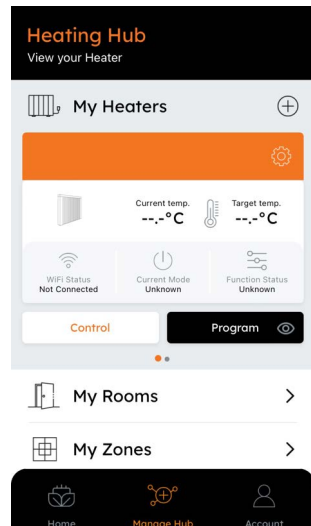 Heating Hub
View your Heater
My Heaters
Current temp.
--.-°C
Target temp.
--.-°C
WiFi Status
Not Connected
Current Mode
Unknown
Function Status
Unknown
Control
Program
My Rooms
My Zones
Home
Manage Hub
Account